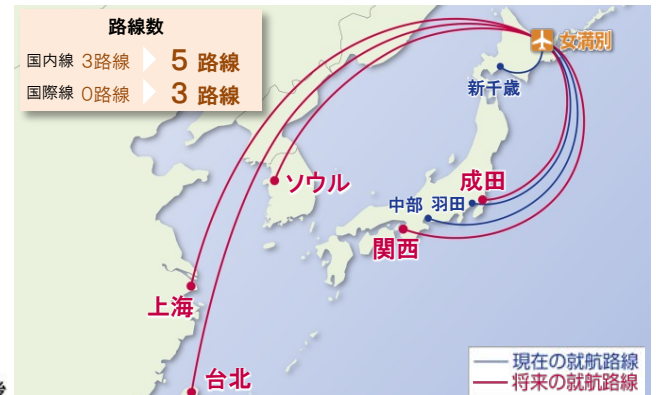 路線数
国内線 3路線 5 路線
国際線 0路線 3 路線
女満別
新千歳
ソウル
成田
中部 羽田
関西
上海
台北
現在の就航路線
将来の就航路線